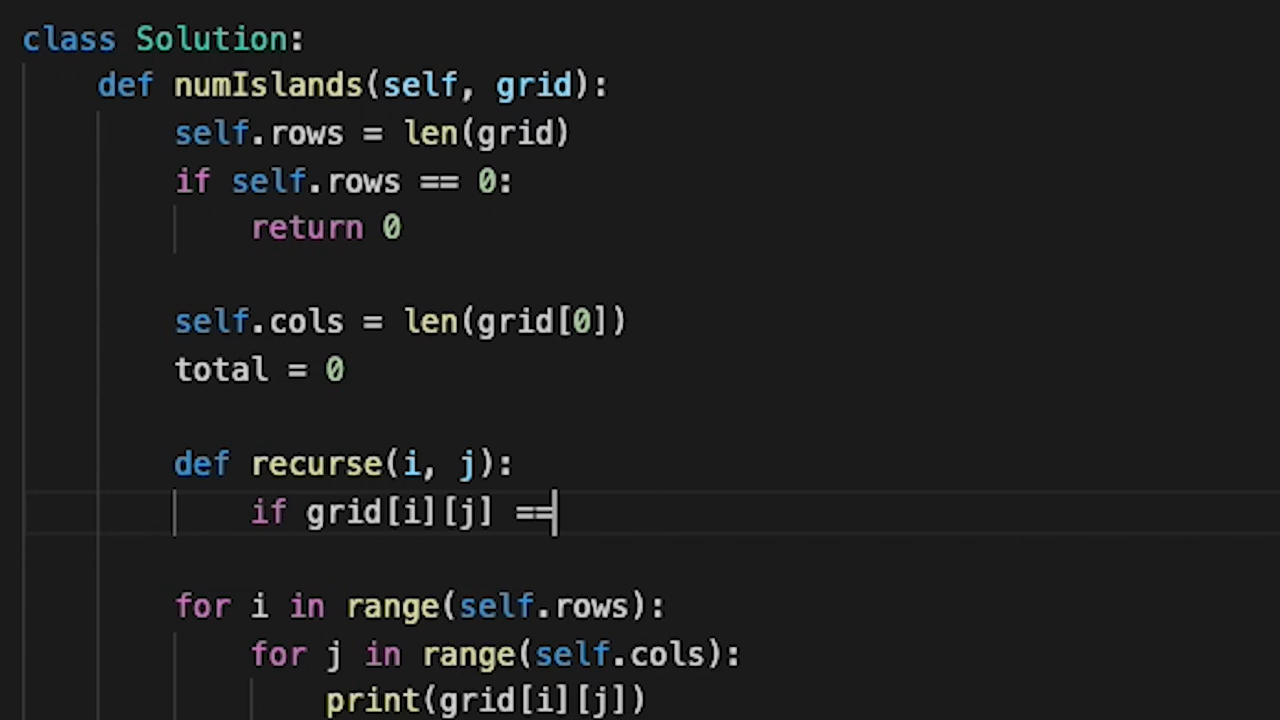 class Solution:
    def numIslands(self, grid):
        self.rows = len(grid)
        if self.rows == 0:
            return 0
        self.cols = len(grid[0])
        total = 0
        def recurse(i, j):
            if grid[i][j] ==
        for i in range(self.rows):
            for j in range(self.cols):
                print(grid[i][j])